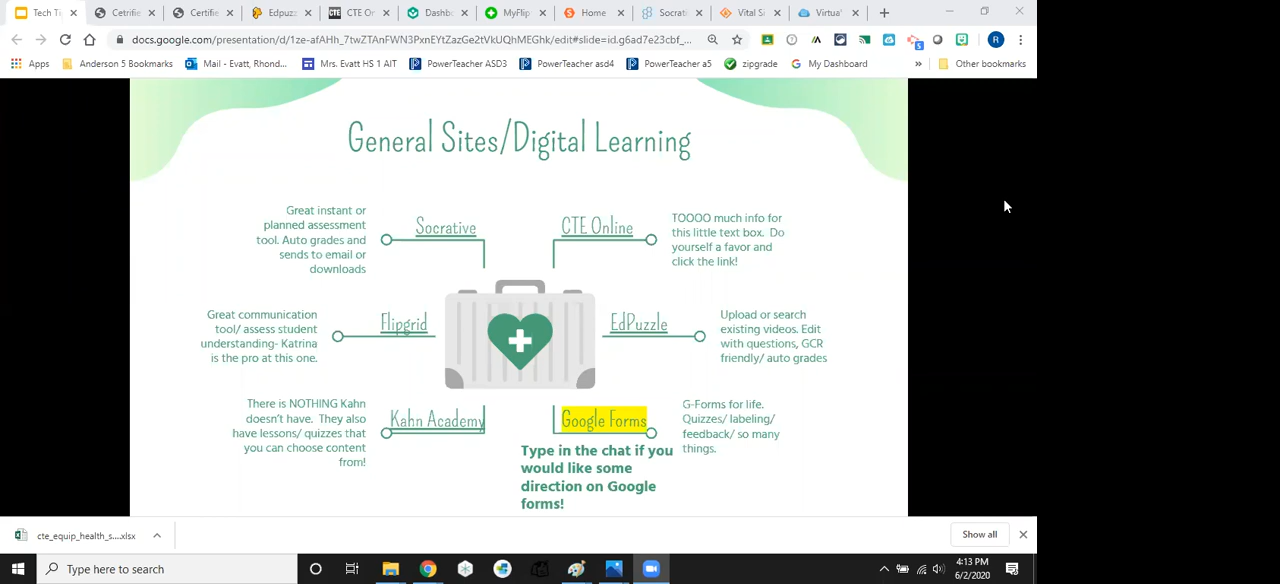 Tech Ti
Cetrifie
Certifie
Edpuzz
CTE On
Dashb
MyFlip
Home
Socrati
Vital Si
Virtua
docs.google.com/presentation/d/1ze-afAHh_7twZTAnFWN3PxnEYtZazGe2tVkUQhMEGhk/edit#slide=id.g6ad7e23cbf_...
Apps
Anderson 5 Bookmarks
Mail - Evatt, Rhond...
Mrs. Evatt HS 1 AIT
PowerTeacher ASD3
PowerTeacher asd4
PowerTeacher a5
zipgrade
My Dashboard
Other bookmarks
General Sites/Digital Learning
Great instant or
planned assessment
tool. Auto grades and
sends to email or
downloads
Socrative
CTE Online
TOOOO much info for
this little text box. Do
yourself a favor and
click the link!
Great communication
tool/ assess student
understanding- Katrina
is the pro at this one.
Flipgrid
EdPuzzle
Upload or search
existing videos. Edit
with questions, GCR
friendly/ auto grades
There is NOTHING Kahn
doesn't have. They also
have lessons/ quizzes that
you can choose content
from!
Kahn Academy
Google Forms
G-Forms for life.
Quizzes/ labeling/
feedback/ so many
things.
Type in the chat if you
would like some
direction on Google
forms!
cte_equip_health_s....xlsx
Show all
Type here to search
4:13 PM
6/2/2020